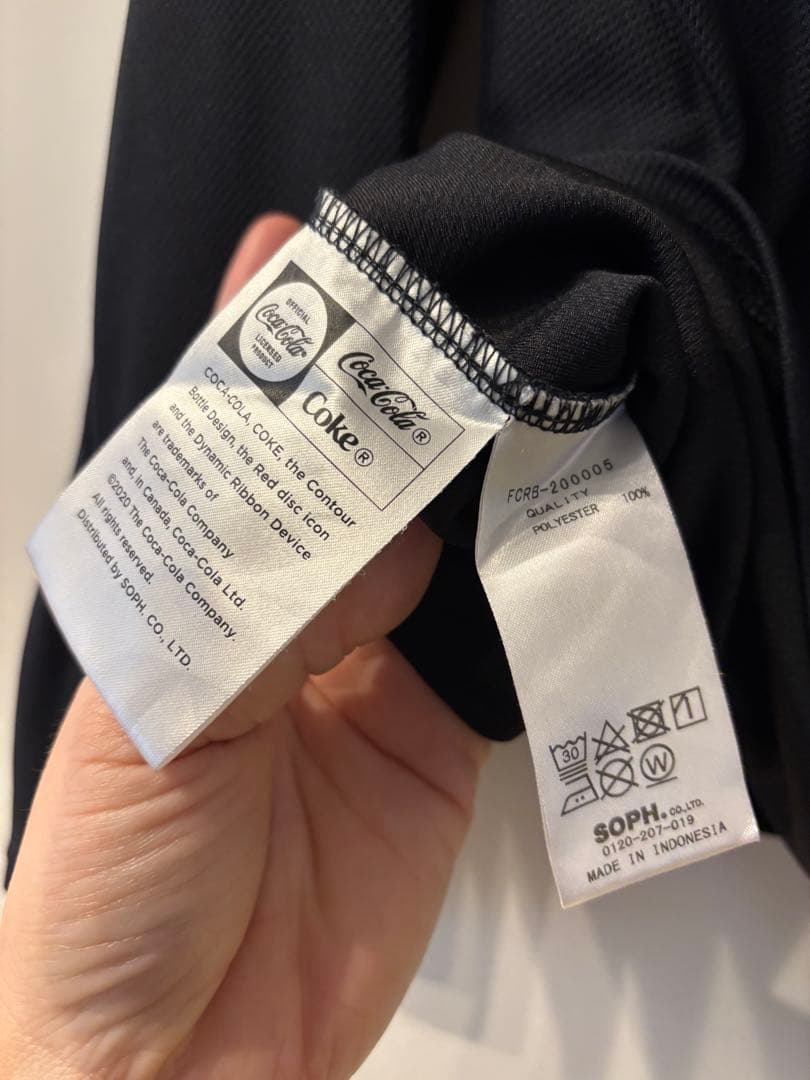 OFFICIAL
Coca-Cola
LICENSED
PRODUCT
Coca-Cola®
Coke®
COCA-COLA, COKE, the Contour
Bottle Design, the Red disc icon
and the Dynamic Ribbon Device
are trademarks of
The Coca-Cola Company
and, in Canada, Coca-Cola Ltd.
©2020 The Coca-Cola Company.
All rights reserved.
Distributed by SOPH. CO., LTD.
FCRB-200005
QUALITY
POLYESTER 100%
30
W
SOPH. CO.,LTD.
0120-207-019
MADE IN INDONESIA